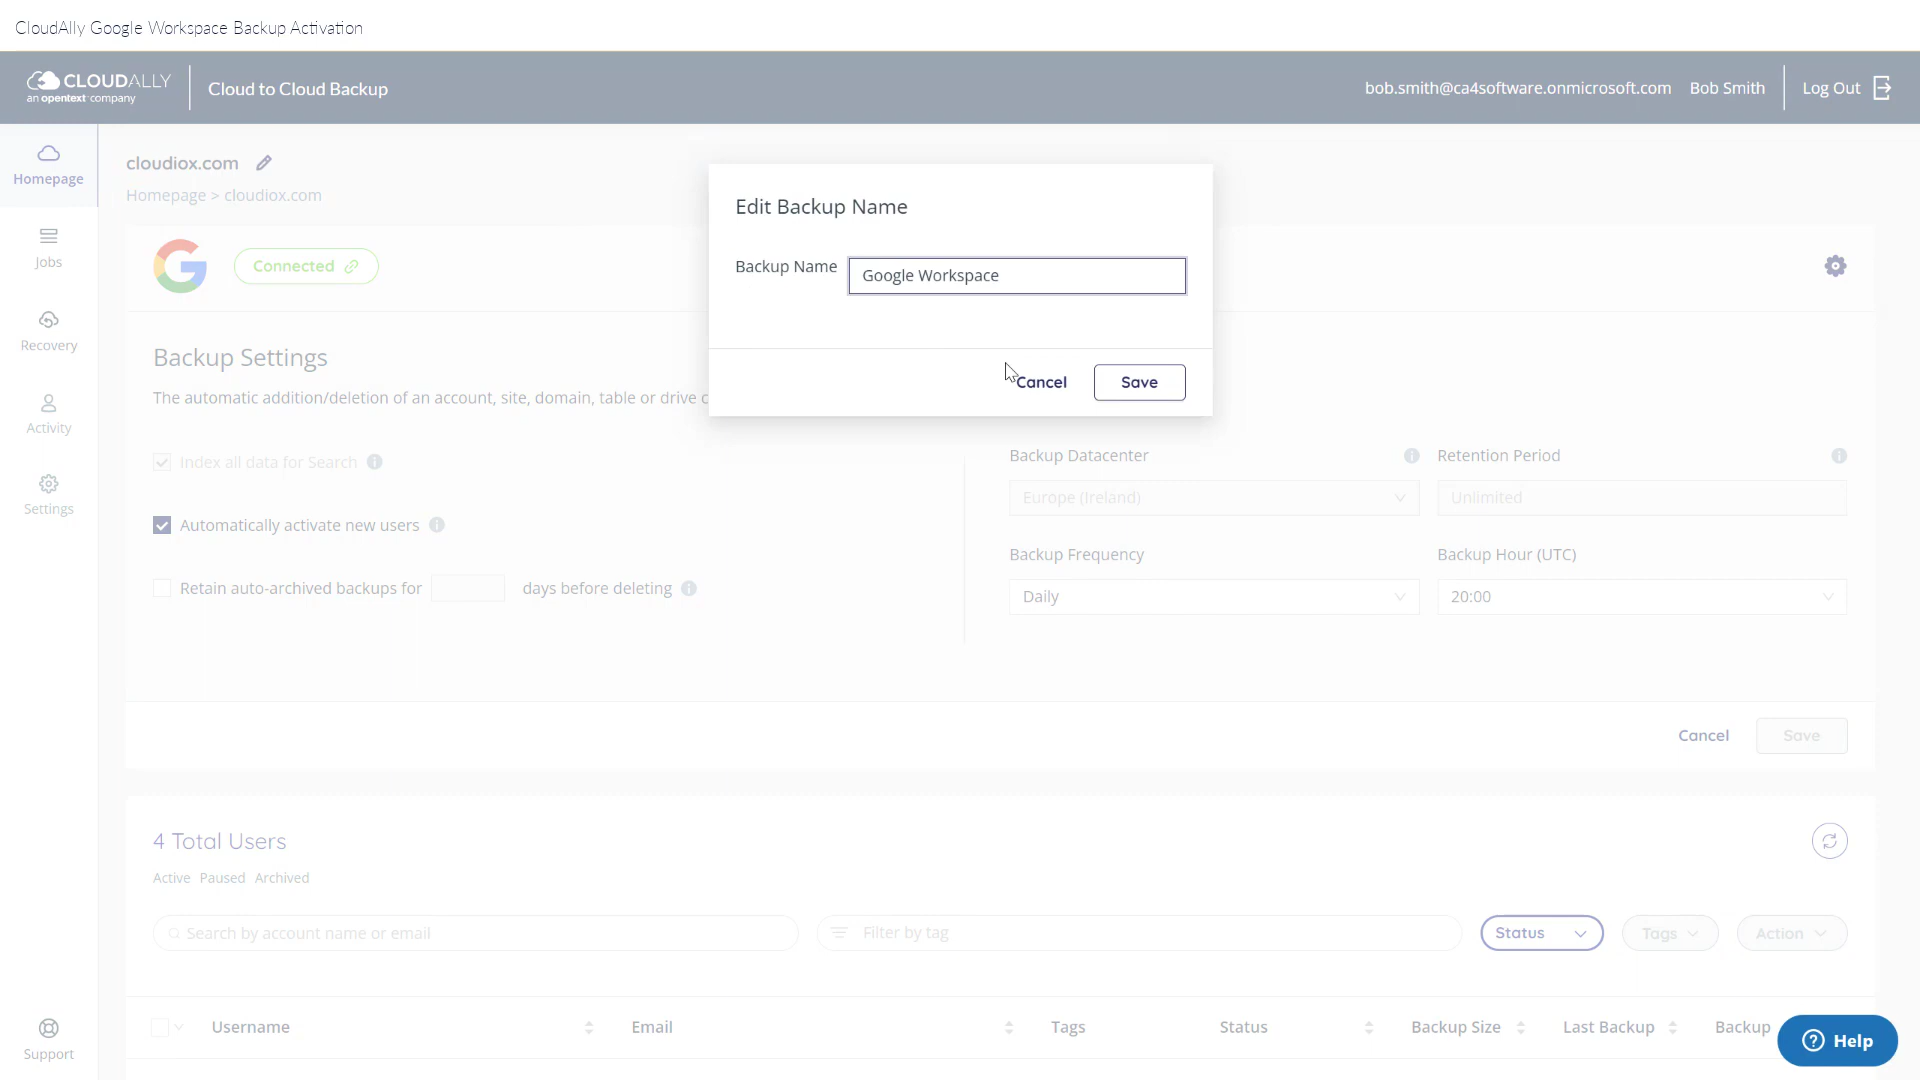 CloudAlly Google Workspace Backup Activation
CLOUDALLY
an opentext company
Cloud to Cloud Backup
bob.smith@ca4software.onmicrosoft.com Bob Smith
Log Out
Homepage
Jobs
Recovery
Activity
Settings
Support
cloudiox.com
Homepage > cloudiox.com
Connected
Edit Backup Name
Backup Name
Google Workspace
Cancel
Save
Backup Settings
The automatic addition/deletion of an account, site, domain, table or drive
Index all data for Search
Automatically activate new users
Retain auto-archived backups for days before deleting
Backup Datacenter
Europe (Ireland)
Retention Period
Unlimited
Backup Frequency
Daily
Backup Hour (UTC)
20:00
Cancel
Save
4 Total Users
Active Paused Archived
Search by account name or email
Filter by tag
Status
Tags
Action
Username
Email
Tags
Status
Backup Size
Last Backup
Backup
Help